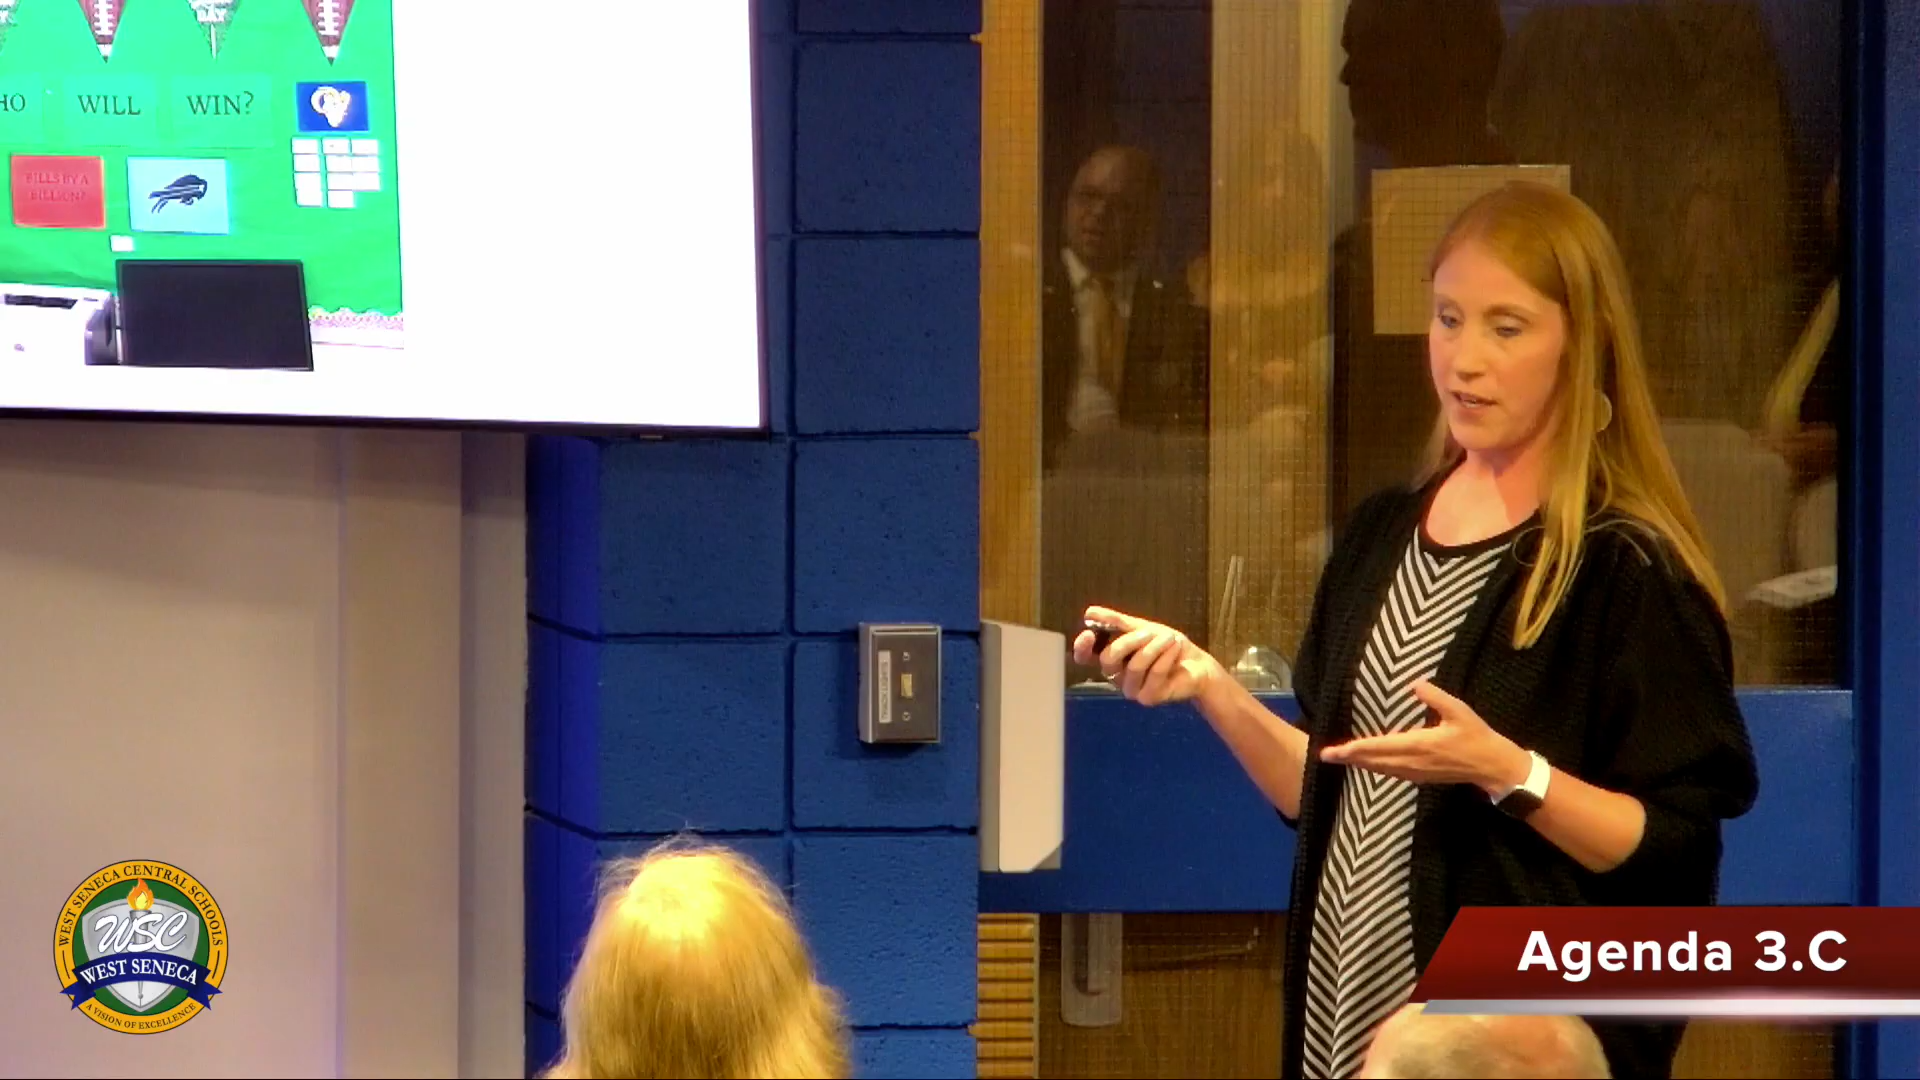 WILL WIN?
BILLS BY A
BILLION?
WEST SENECA CENTRAL SCHOOLS
WSC
WEST SENECA
A VISION OF EXCELLENCE
Agenda 3.C